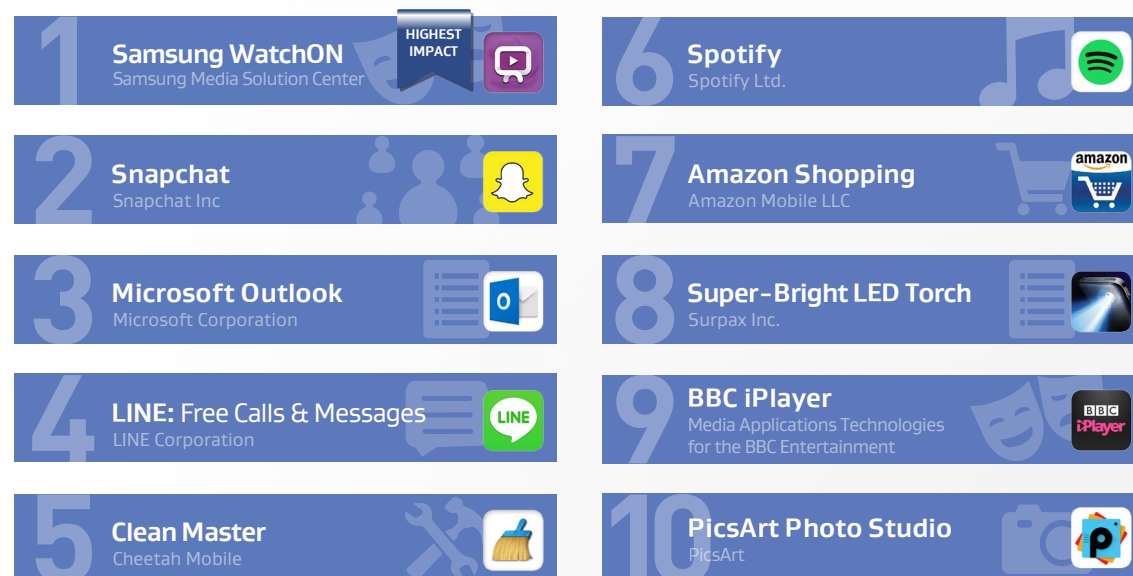 1
Samsung WatchON
Samsung Media Solution Center
HIGHEST
IMPACT
2
Snapchat
Snapchat Inc
3
Microsoft Outlook
Microsoft Corporation
O
4
LINE: Free Calls & Messages
LINE Corporation
LINE
5
Clean Master
Cheetah Mobile
6
Spotify
Spotify Ltd.
7
Amazon Shopping
Amazon Mobile LLC
amazon
8
Super-Bright LED Torch
Surpax Inc.
9
BBC iPlayer
Media Applications Technologies
for the BBC Entertainment
BBC
iPlayer
10
PicsArt Photo Studio
PicsArt
P